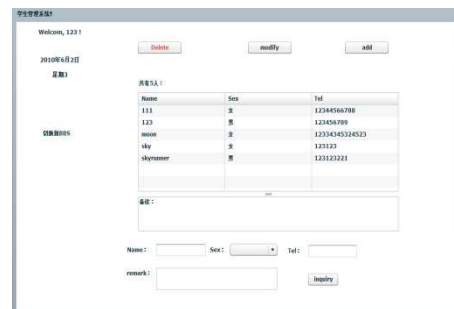 学生管理系统!
Welcom, 123 !
Delete modify add
2010年6月2日
星期3
共有5人：
Name Sex Tel
111 女 12344566788
123 男 123456789
moon 女 12334345324523
sky 女 123123
skyrunner 男 123123221
切换到BBS
备注：
Name： Sex： Tel：
remark： inquiry